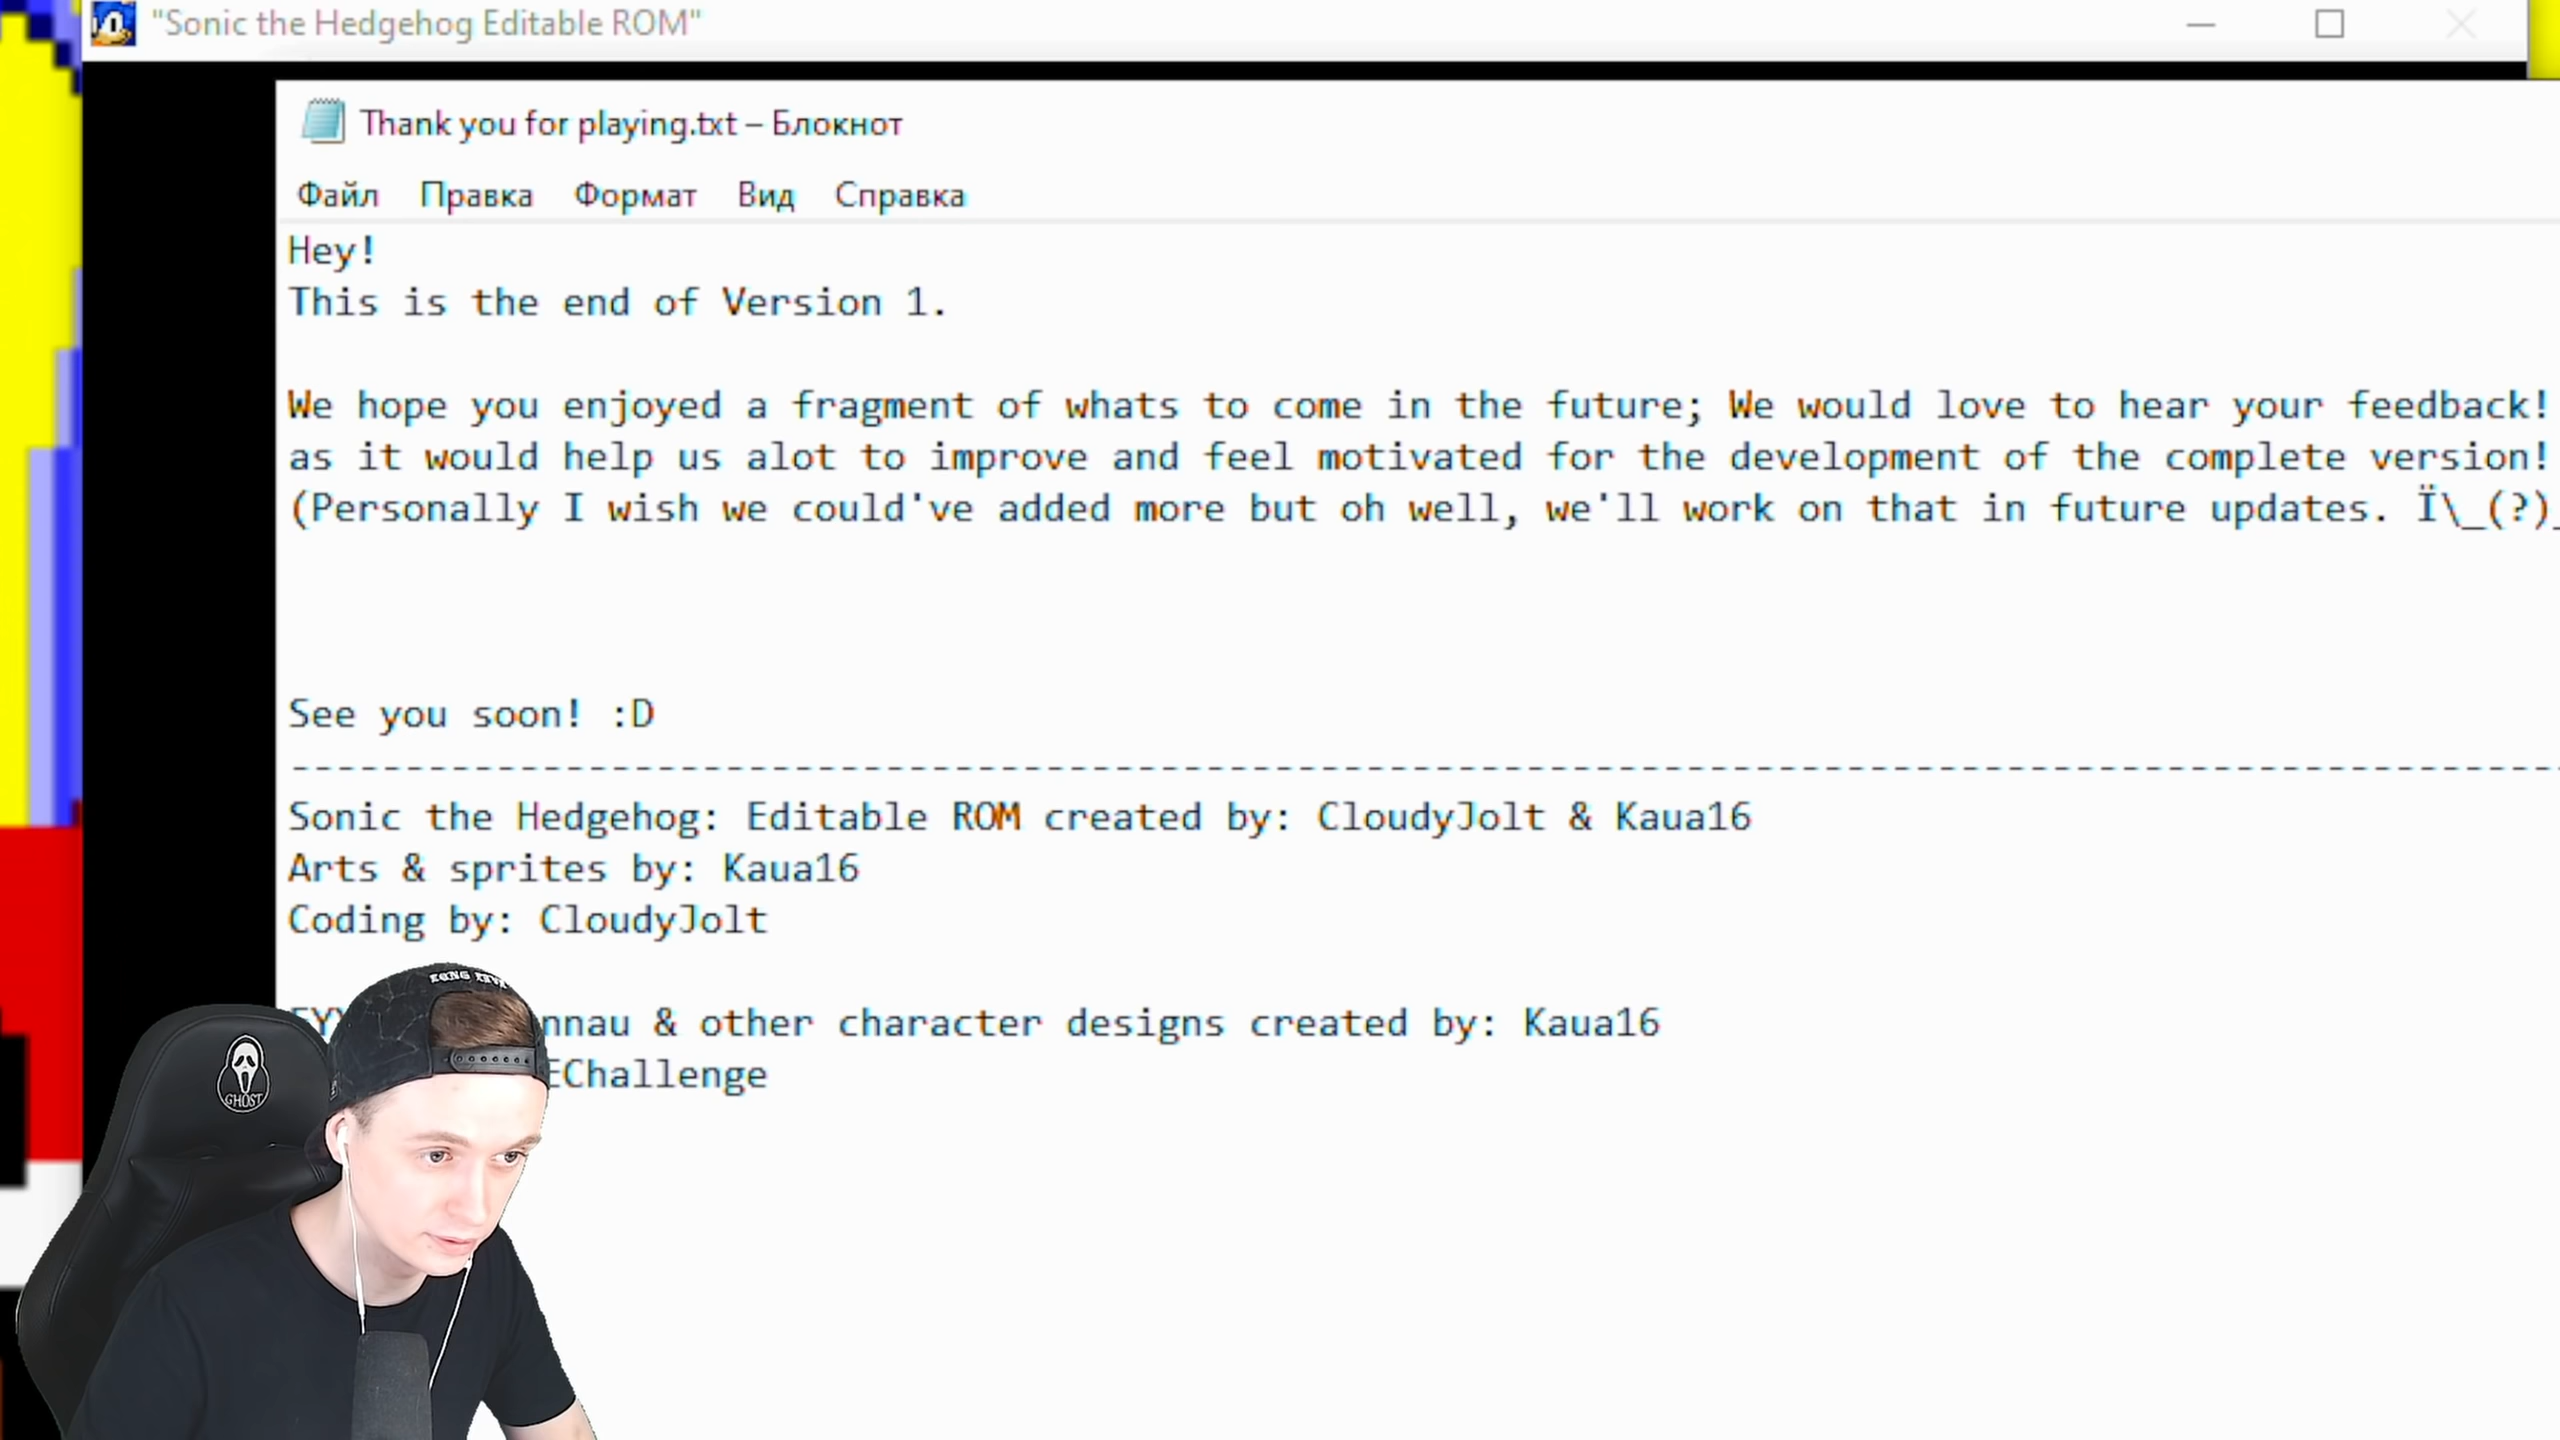 "Sonic the Hedgehog Editable ROM"
Thank you for playing.txt – Блокнот
Файл Правка Формат Вид Справка
Hey!
This is the end of Version 1.
We hope you enjoyed a fragment of whats to come in the future; We would love to hear your feedback!
as it would help us alot to improve and feel motivated for the development of the complete version!
(Personally I wish we could've added more but oh well, we'll work on that in future updates. Ï\_(?)_
See you soon! :D
--------------------------------------------------------------------------------
Sonic the Hedgehog: Editable ROM created by: CloudyJolt & Kaua16
Arts & sprites by: Kaua16
Coding by: CloudyJolt
& other character designs created by: Kaua16
GHOST